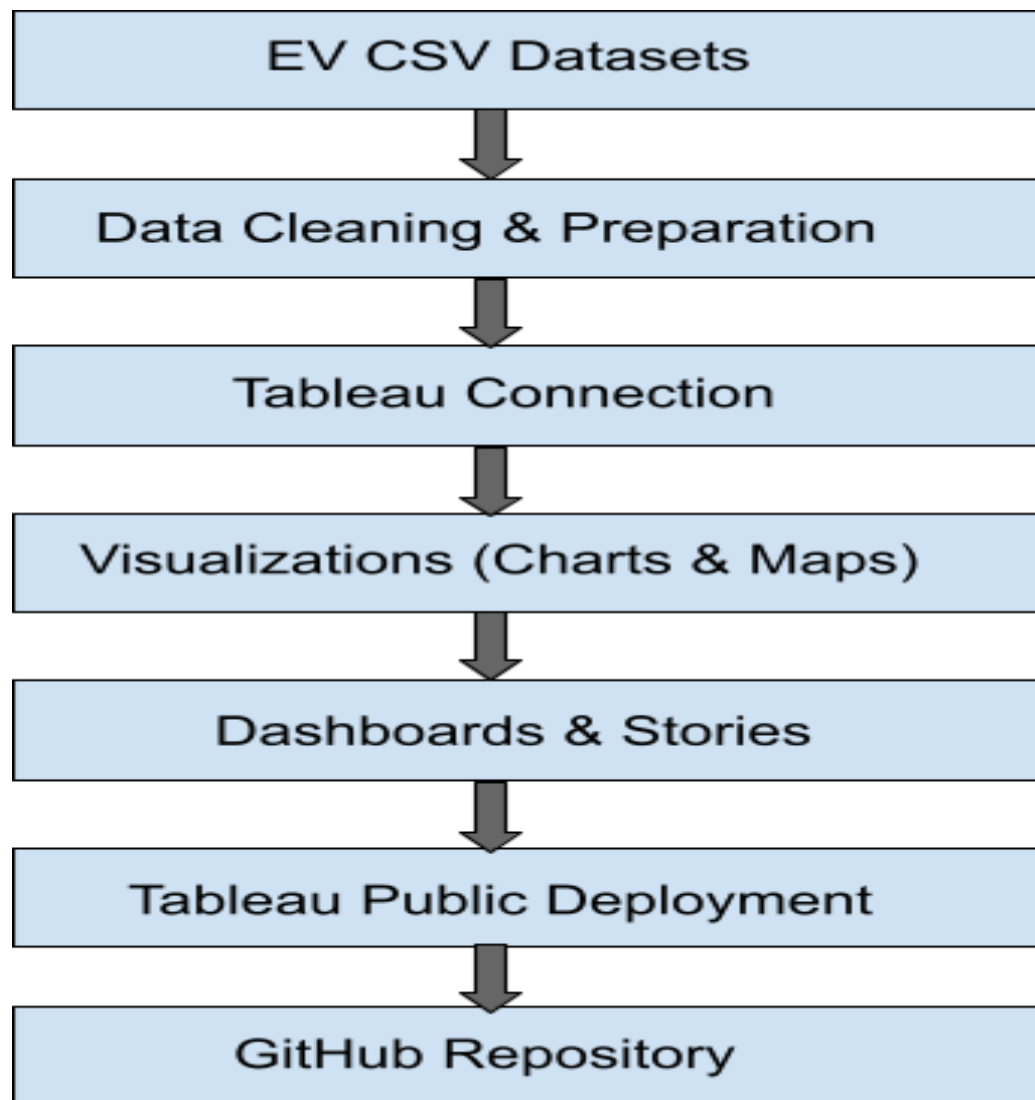 EV CSV Datasets
Data Cleaning & Preparation
Tableau Connection
Visualizations (Charts & Maps)
Dashboards & Stories
Tableau Public Deployment
GitHub Repository